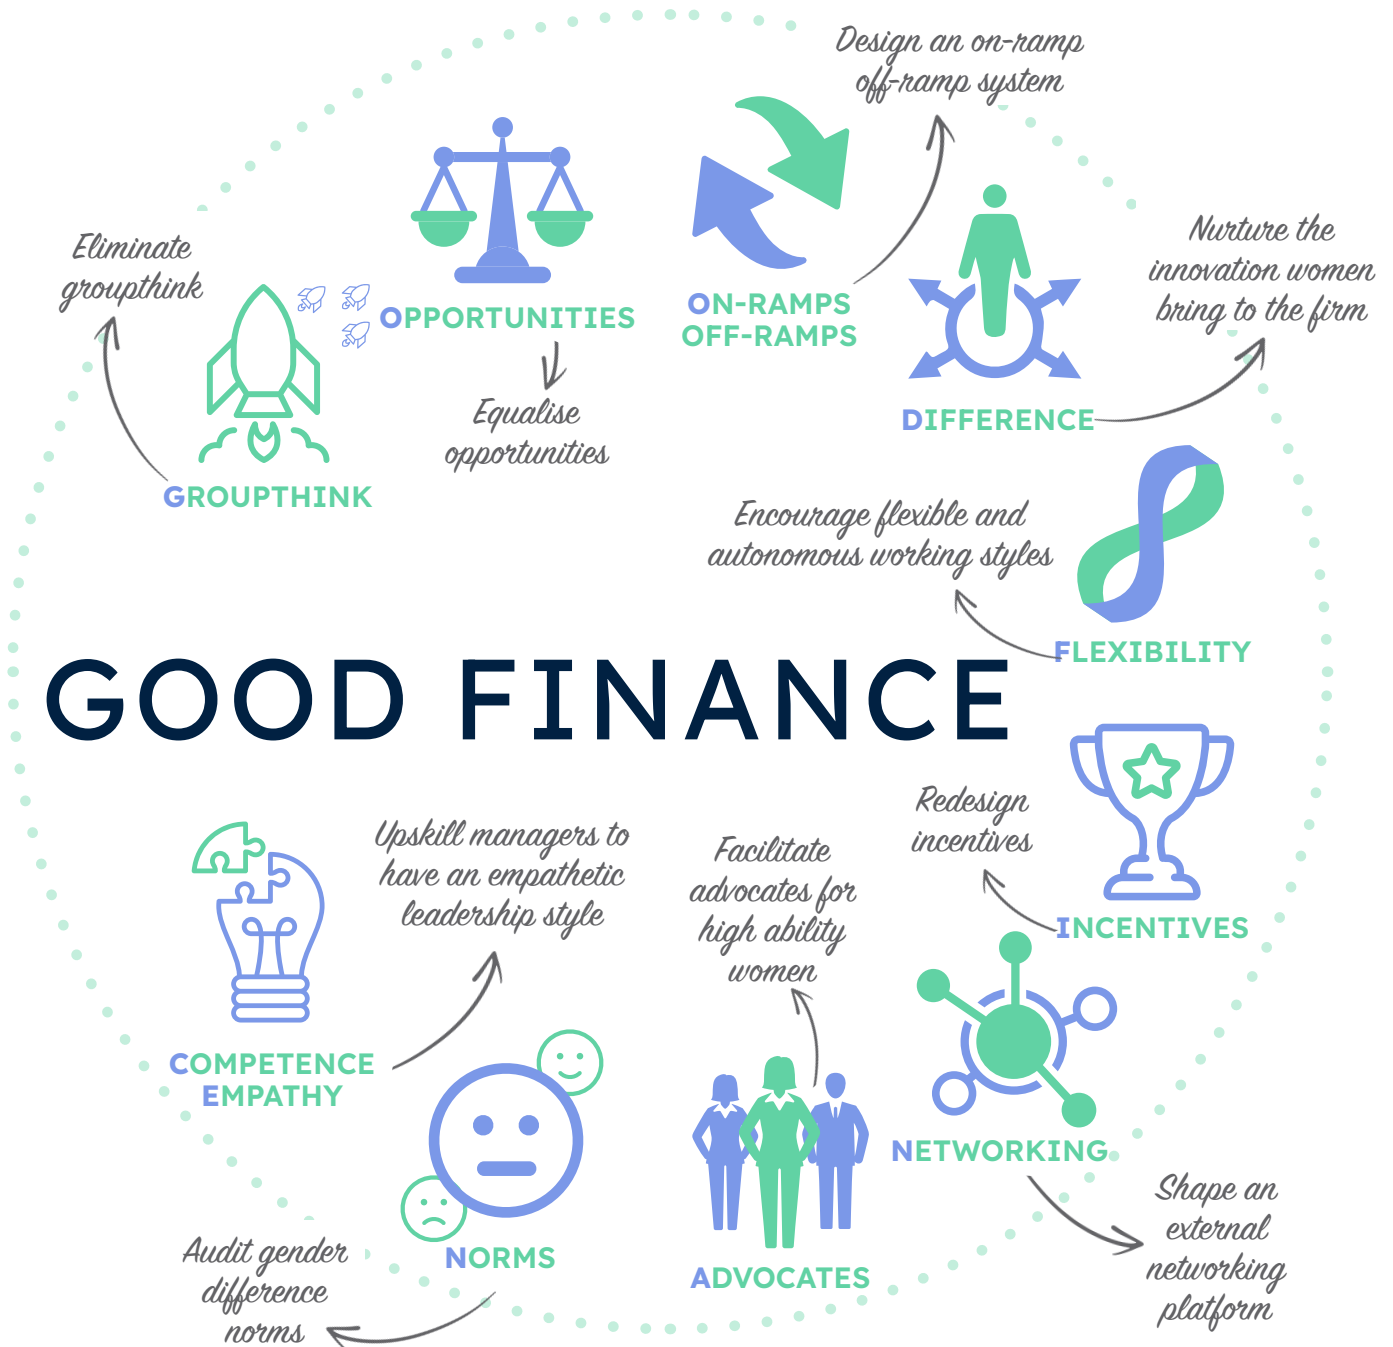 Design an on-ramp
off-ramp system
Eliminate
groupthink
GROUPTHINK
OPPORTUNITIES
Equalise
opportunities
ON-RAMPS
OFF-RAMPS
Nurture the
innovation women
bring to the firm
DIFFERENCE
Encourage flexible and
autonomous working styles
FLEXIBILITY
GOOD FINANCE
Redesign
incentives
INCENTIVES
Upskill managers to
have an empathetic
leadership style
COMPETENCE
EMPATHY
Facilitate
advocates for
high ability
women
ADVOCATES
NETWORKING
Shape an
external
networking
platform
NORMS
Audit gender
difference
norms